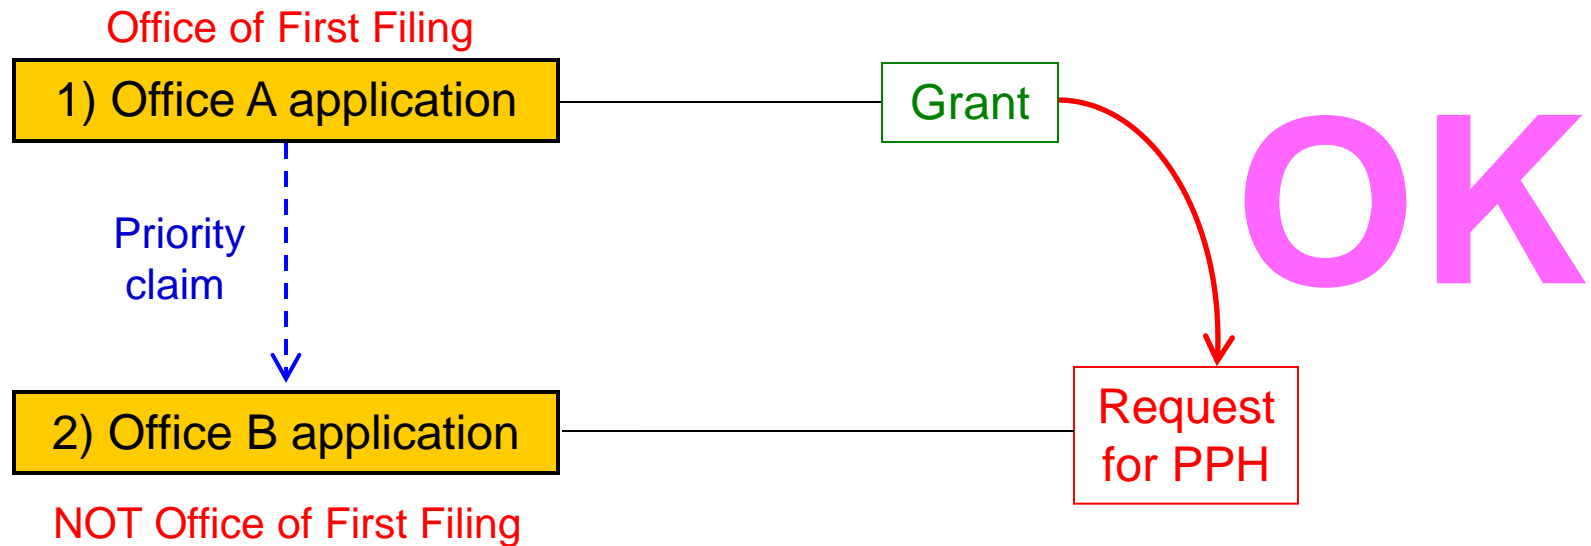 Office of First Filing
1) Office A application
Grant
OK
Priority
claim
2) Office B application
Request
for PPH
NOT Office of First Filing